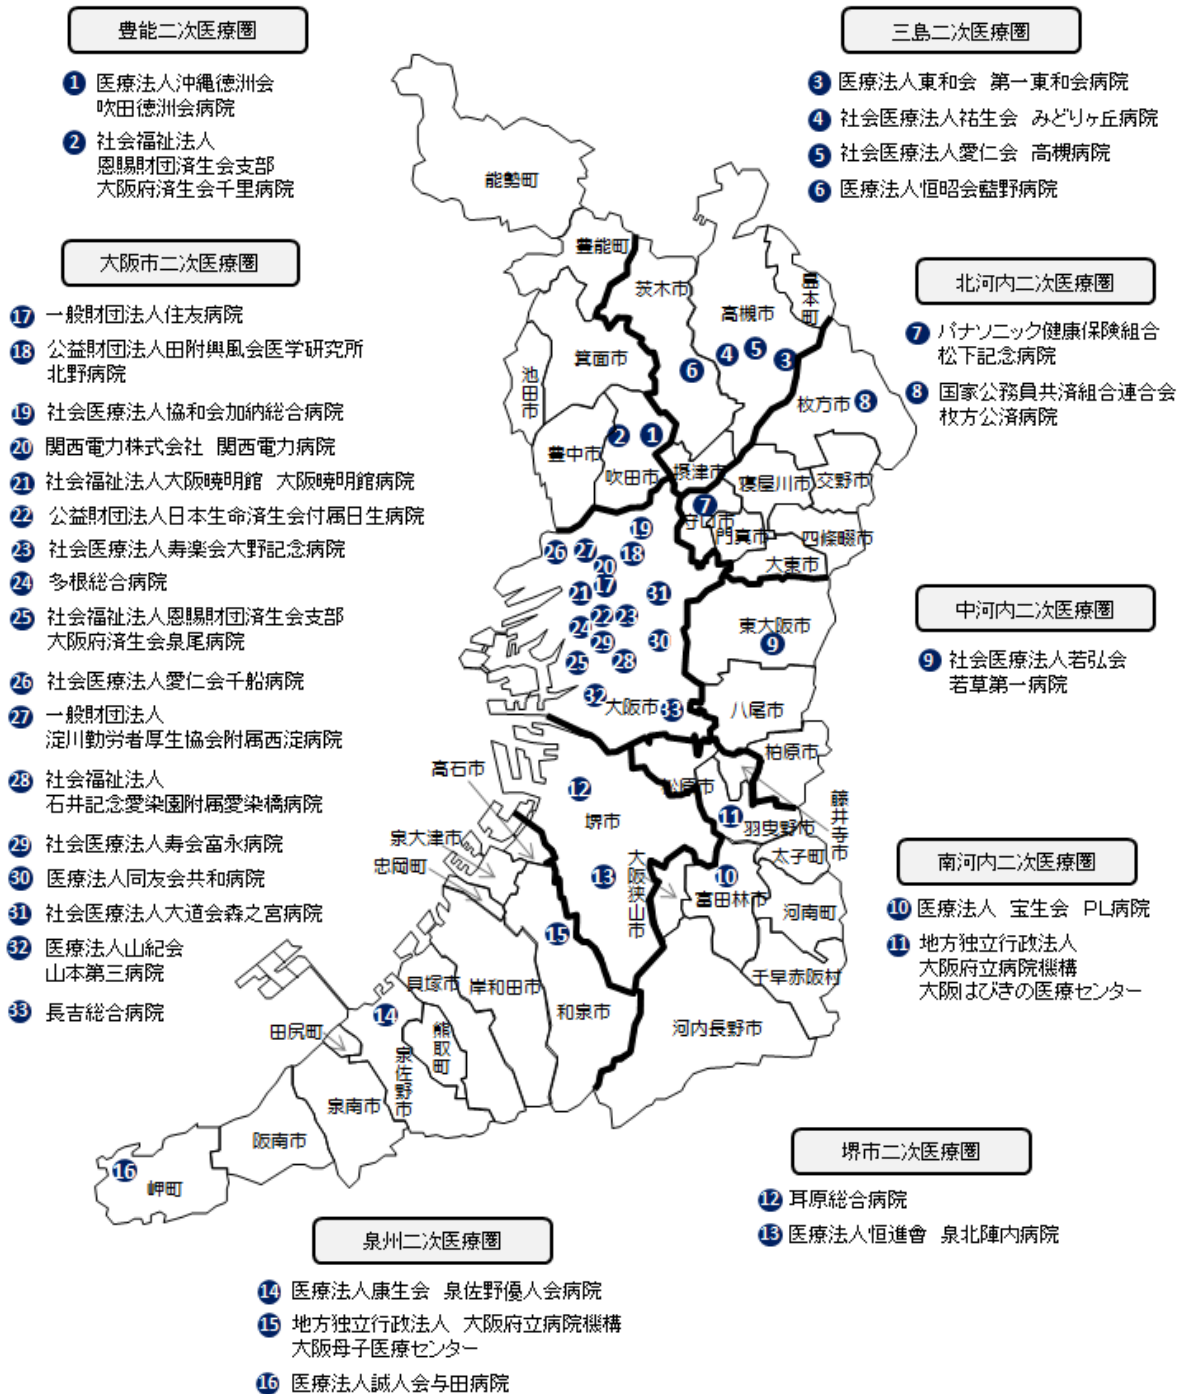 豊能二次医療圏
1 医療法人沖縄徳洲会
吹田徳洲会病院
2 社会福祉法人
恩賜財団済生会支部
大阪府済生会千里病院
三島二次医療圏
3 医療法人東和会 第一東和会病院
4 社会医療法人祐生会 みどりヶ丘病院
5 社会医療法人愛仁会 高槻病院
6 医療法人恒昭会藍野病院
大阪市二次医療圏
17 一般財団法人住友病院
18 公益財団法人田附興風会医学研究所
北野病院
19 社会医療法人協和会加納総合病院
20 関西電力株式会社 関西電力病院
21 社会福祉法人大阪暁明館 大阪暁明館病院
22 公益財団法人日本生命済生会付属日生病院
23 社会医療法人寿楽会大野記念病院
24 多根総合病院
25 社会福祉法人恩賜財団済生会支部
大阪府済生会泉尾病院
26 社会医療法人愛仁会千船病院
27 一般財団法人
淀川勤労者厚生協会附属西淀病院
28 社会福祉法人
石井記念愛染園附属愛染橋病院
29 社会医療法人寿会富永病院
30 医療法人同友会共和病院
31 社会医療法人大道会森之宮病院
32 医療法人山紀会
山本第三病院
33 長吉総合病院
北河内二次医療圏
7 パナソニック健康保険組合
松下記念病院
8 国家公務員共済組合連合会
枚方公済病院
中河内二次医療圏
9 社会医療法人若弘会
若草第一病院
南河内二次医療圏
10 医療法人 宝生会 PL病院
11 地方独立行政法人
大阪府立病院機構
大阪はびきの医療センター
堺市二次医療圏
12 耳原総合病院
13 医療法人恒進會 泉北陣内病院
泉州二次医療圏
14 医療法人康生会 泉佐野優人会病院
15 地方独立行政法人 大阪府立病院機構
大阪母子医療センター
16 医療法人誠人会与田病院
能勢町
豊能町
茨木市
高槻市
島本町
箕面市
池田市
豊中市
吹田市
摂津市
枚方市
寝屋川市
交野市
守口市
門真市
四條畷市
大東市
東大阪市
大阪市
八尾市
柏原市
松原市
藤井寺市
羽曳野市
太子町
高石市
堺市
泉大津市
忠岡町
大阪狭山市
富田林市
河南町
千早赤阪村
河内長野市
和泉市
岸和田市
貝塚市
熊取町
泉佐野市
田尻町
泉南市
阪南市
岬町
6
4
5
3
8
2
1
7
19
26
27
18
20
21
17
31
22
23
24
29
30
25
28
32
33
9
12
11
13
10
15
14
16